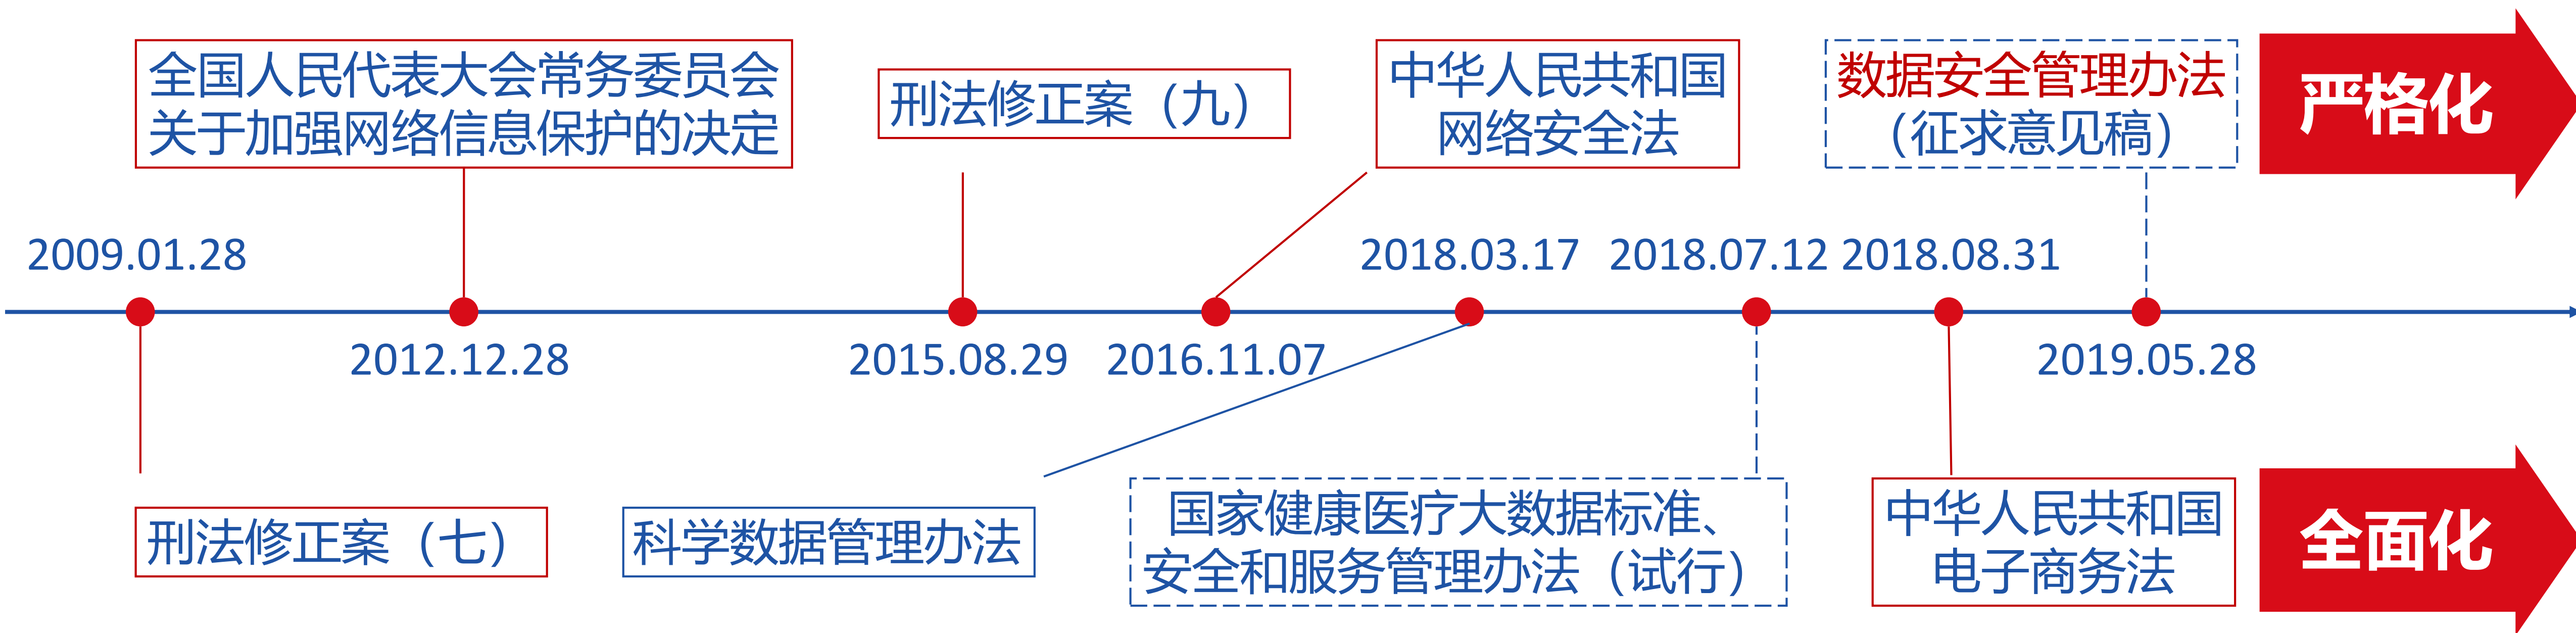 全国人民代表大会常务委员会
关于加强网络信息保护的决定
刑法修正案（九）
中华人民共和国
网络安全法
数据安全管理办法
（征求意见稿）
严格化
2009.01.28
2018.03.17
2018.07.12
2018.08.31
2012.12.28
2015.08.29
2016.11.07
2019.05.28
刑法修正案（七）
科学数据管理办法
国家健康医疗大数据标准、
安全和服务管理办法（试行）
中华人民共和国
电子商务法
全面化